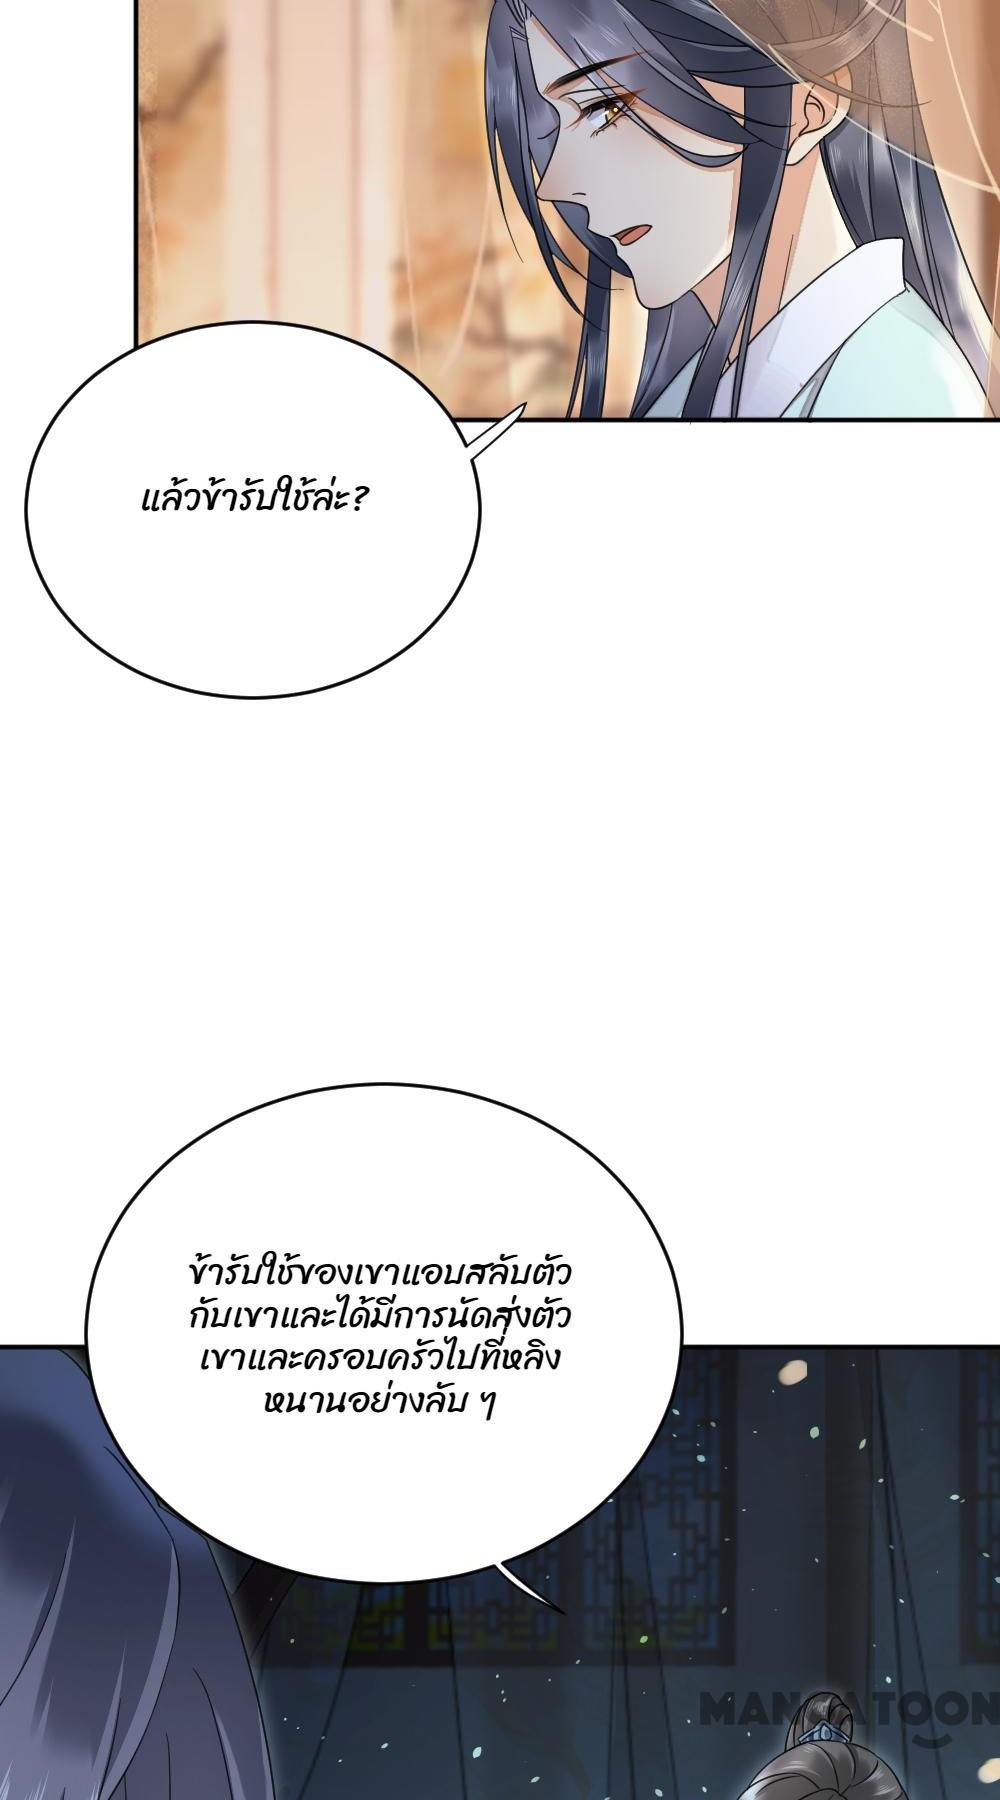 แล้วข้ารับใช้ล่ะ?
ข้ารับใช้ของเขาแอบสลับตัว
กับเขาและได้มีการนัดส่งตัว
เขาและครอบครัวไปที่หลิง
หนานอย่างลับ ๆ
MANGATOON